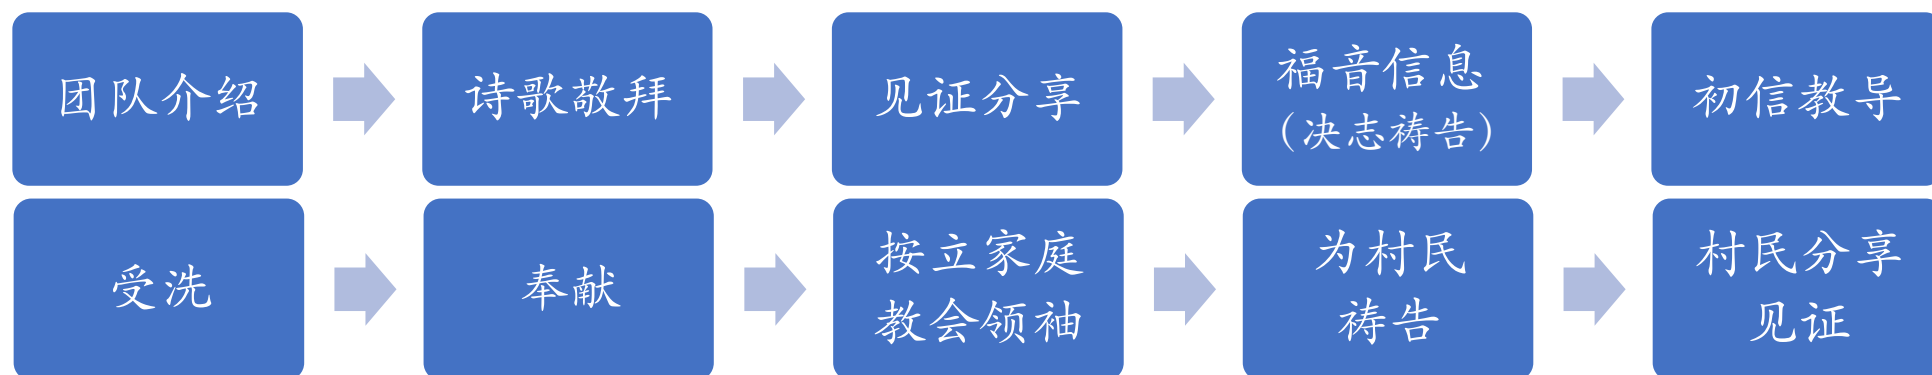 团队介绍
诗歌敬拜
见证分享
福音信息
（决志祷告）
初信教导
受洗
奉献
按立家庭
教会领袖
为村民
祷告
村民分享
见证